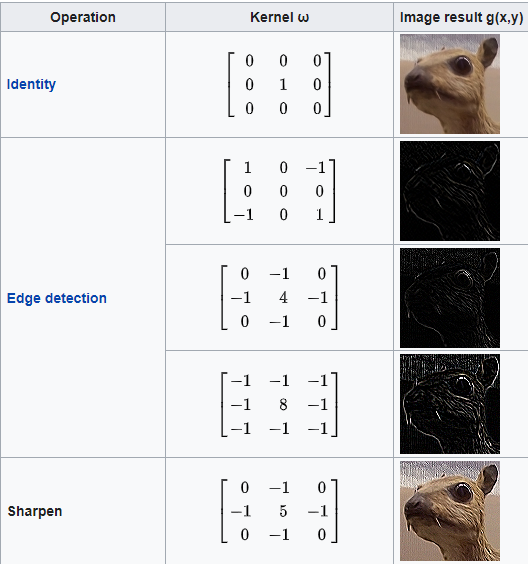 Operation Kernel ω Image result g(x,y)
Identity
0 0 0
0 1 0
0 0 0
1 0 −1
0 0 0
−1 0 1
Edge detection
0 −1 0
−1 4 −1
0 −1 0
−1 −1 −1
−1 8 −1
−1 −1 −1
Sharpen
0 −1 0
−1 5 −1
0 −1 0